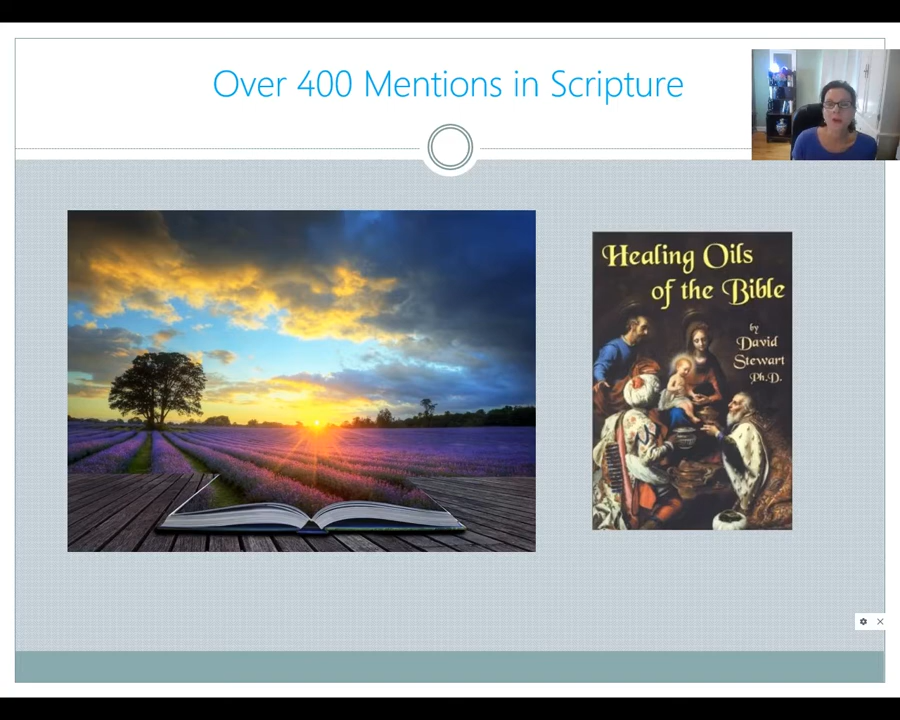 Over 400 Mentions in Scripture
Healing Oils
of the Bible
by
David
Stewart
Ph.D.